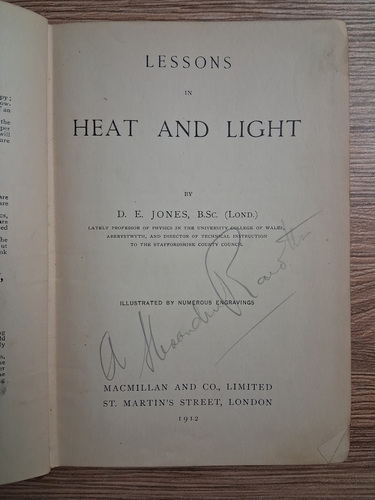 LESSONS
IN
HEAT AND LIGHT
BY
D. E. JONES, B.Sc. (Lond.)
LATELY PROFESSOR OF PHYSICS IN THE UNIVERSITY COLLEGE OF WALES,
ABERYSTWYTH, AND DIRECTOR OF TECHNICAL INSTRUCTION
TO THE STAFFORDSHIRE COUNTY COUNCIL
ILLUSTRATED BY NUMEROUS ENGRAVINGS
MACMILLAN AND CO., LIMITED
ST. MARTIN'S STREET, LONDON
1912